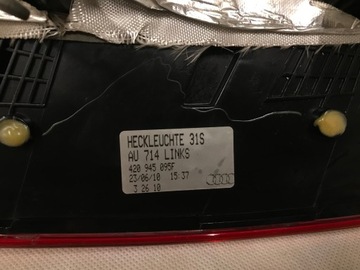 HECKLEUCHTE 31S
AU 714 LINKS
420 945 095F
23/06/10 15:37
3 26 10